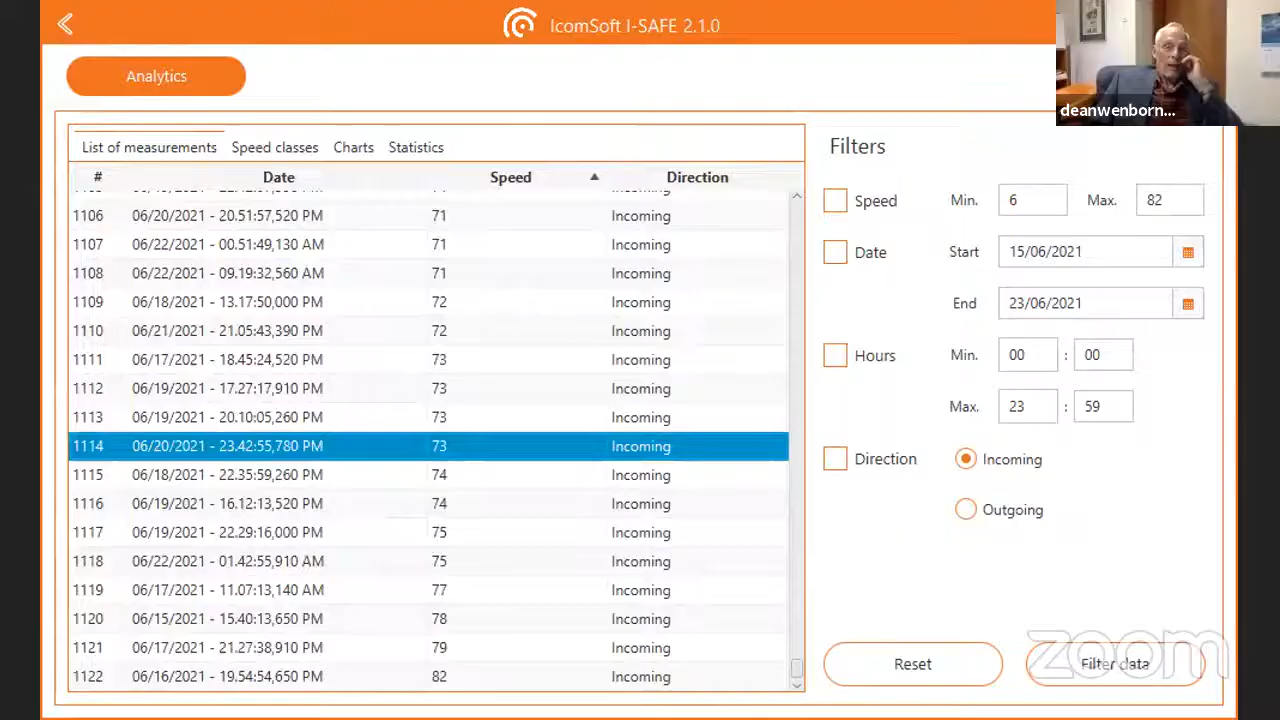 IcomSoft I-SAFE 2.1.0
deanwenborn...
Analytics
List of measurements Speed classes Charts Statistics
# Date Speed Direction
1106 06/20/2021 - 20.51:57,520 PM 71 Incoming
1107 06/22/2021 - 00.51:49,130 AM 71 Incoming
1108 06/22/2021 - 09.19:32,560 AM 71 Incoming
1109 06/18/2021 - 13.17:50,000 PM 72 Incoming
1110 06/21/2021 - 21.05:43,390 PM 72 Incoming
1111 06/17/2021 - 18.45:24,520 PM 73 Incoming
1112 06/19/2021 - 17.27:17,910 PM 73 Incoming
1113 06/19/2021 - 20.10:05,260 PM 73 Incoming
1114 06/20/2021 - 23.42:55,780 PM 73 Incoming
1115 06/18/2021 - 22.35:59,260 PM 74 Incoming
1116 06/19/2021 - 16.12:13,520 PM 74 Incoming
1117 06/19/2021 - 22.29:16,000 PM 75 Incoming
1118 06/22/2021 - 01.42:55,910 AM 75 Incoming
1119 06/17/2021 - 11.07:13,140 AM 77 Incoming
1120 06/15/2021 - 15.40:13,650 PM 78 Incoming
1121 06/17/2021 - 21.27:38,910 PM 79 Incoming
1122 06/16/2021 - 19.54:54,650 PM 82 Incoming
Filters
Speed Min. 6 Max. 82
Date Start 15/06/2021
End 23/06/2021
Hours Min. 00 : 00
Max. 23 : 59
Direction Incoming
Outgoing
Reset Filter data
zoom